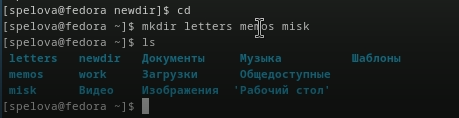 [spelova@fedora newdir]$ cd
[spelova@fedora ~]$ mkdir letters memos misk
[spelova@fedora ~]$ ls
letters newdir Документы Музыка Шаблоны
memos work Загрузки Общедоступные
misk Видео Изображения 'Рабочий стол'
[spelova@fedora ~]$